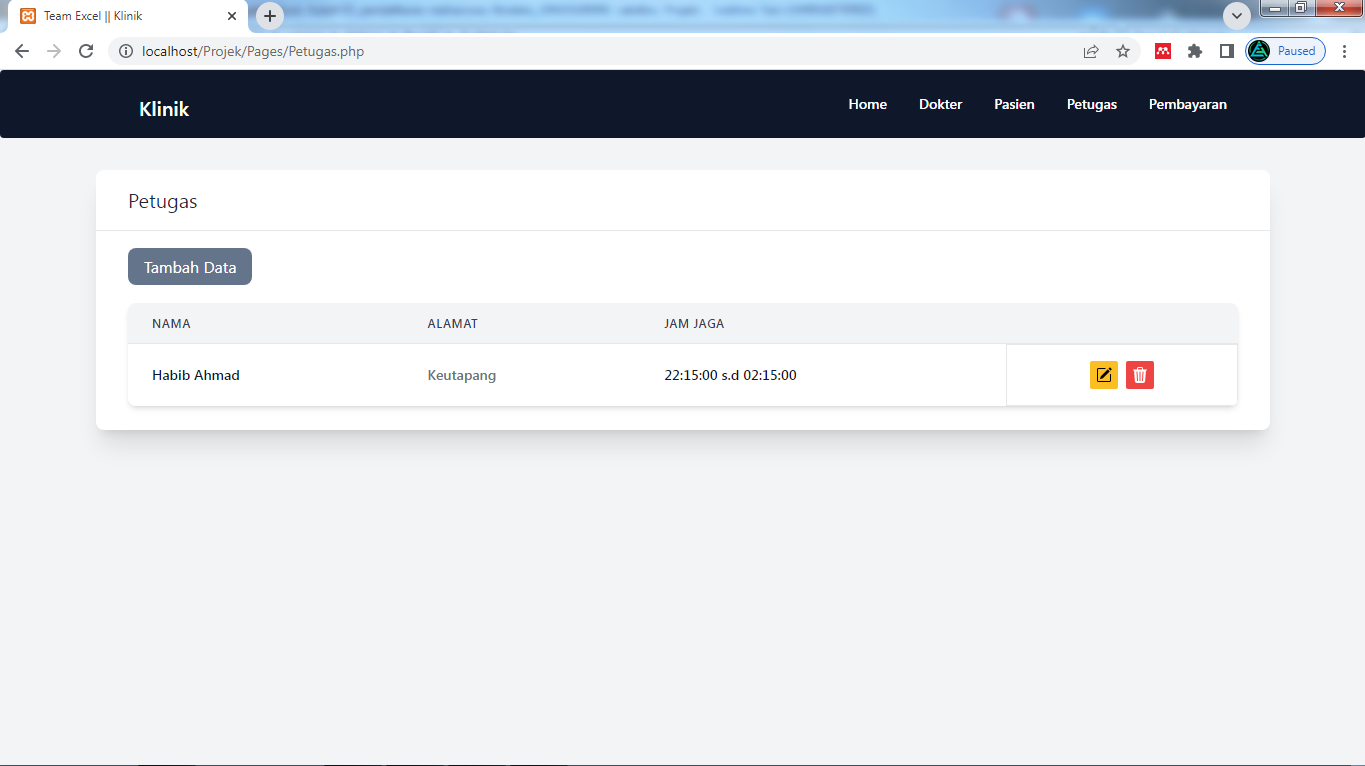 Team Excel || Klinik
localhost/Projek/Pages/Petugas.php
Paused
Klinik
Home Dokter Pasien Petugas Pembayaran
Petugas
Tambah Data
NAMA ALAMAT JAM JAGA
Habib Ahmad Keutapang 22:15:00 s.d 02:15:00